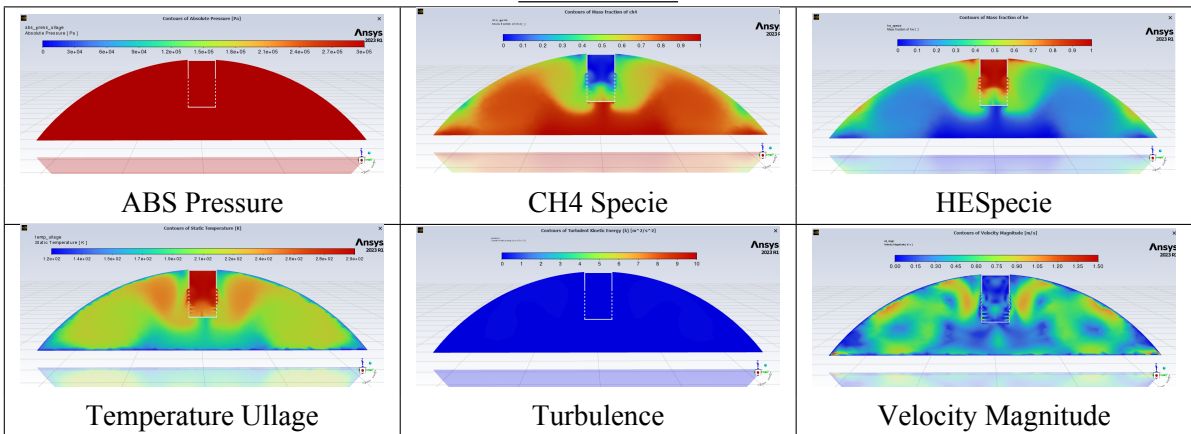 Contours of Absolute Pressure [Pa]
abs_press_ullage
Absolute Pressure [ Pa ]
0 3e+04 6e+04 9e+04 1.2e+05 1.5e+05 1.8e+05 2.1e+05 2.4e+05 2.7e+05 3e+05
Ansys
2023 R1
ABS Pressure
Contours of Mass fraction of ch4
0 0.1 0.2 0.3 0.4 0.5 0.6 0.7 0.8 0.9 1
Ansys
2023 R1
CH4 Specie
Contours of Mass fraction of he
he_specie
Mass fraction of he [ ]
0 0.1 0.2 0.3 0.4 0.5 0.6 0.7 0.8 0.9 1
Ansys
2023 R1
HESpecie
Contours of Static Temperature [K]
temp_ullage
Static Temperature [ K ]
1.2e+02 1.4e+02 1.5e+02 1.7e+02 1.9e+02 2.1e+02 2.2e+02 2.4e+02 2.6e+02 2.8e+02 2.9e+02
Ansys
2023 R1
Temperature Ullage
Contours of Turbulent Kinetic Energy (k) [m^2/s^2]
0 1 2 3 4 5 6 7 8 9 10
Ansys
2023 R1
Turbulence
Contours of Velocity Magnitude [m/s]
0.00 0.15 0.30 0.45 0.60 0.75 0.90 1.05 1.20 1.35 1.50
Ansys
2023 R1
Velocity Magnitude